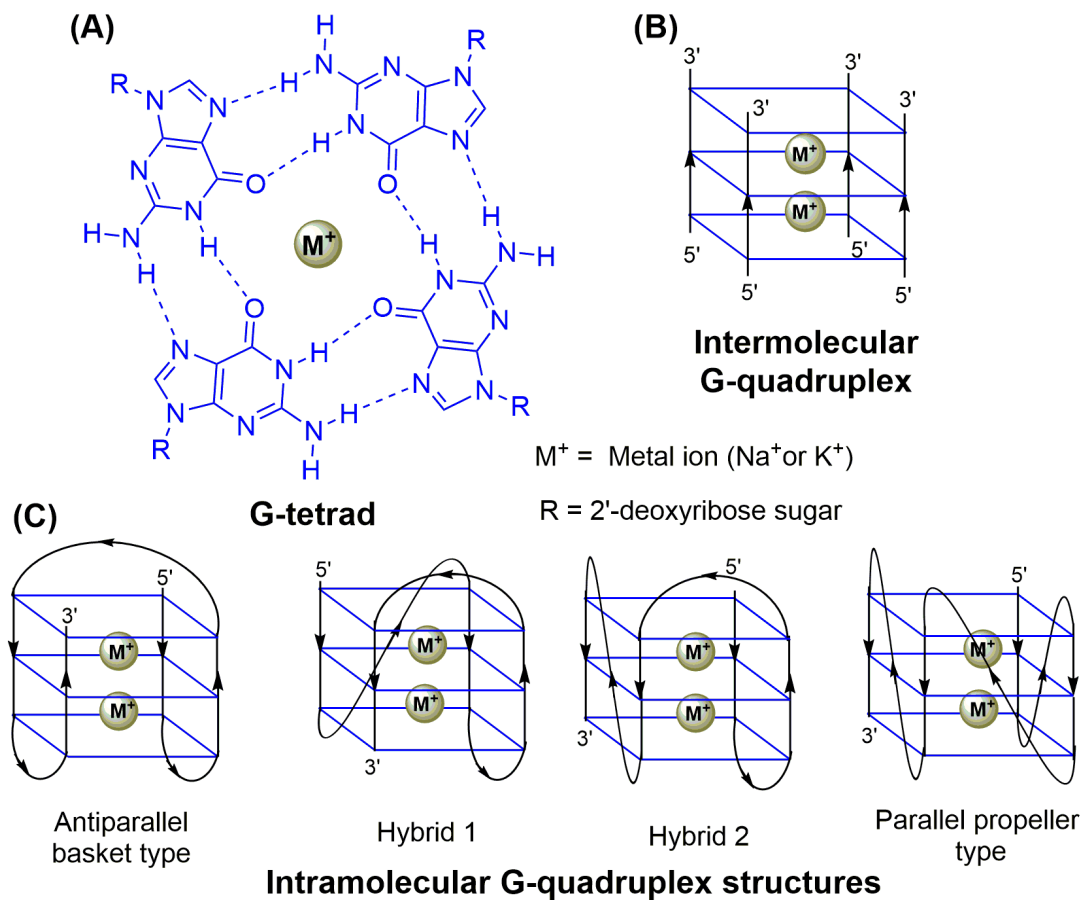 (A)
H
R
N
H
N
N
R
N
N
H
N
N
H
N
O
O
N
H
N
H
M⁺
H
N
H
H
N
H
N
O
O
N
N
H
N
N
N
H
N
R
R
N
N
H
H
G-tetrad
(B)
3'
3'
3'
3'
M⁺
M⁺
5'
5'
5'
5'
Intermolecular
G-quadruplex
M⁺ = Metal ion (Na⁺or K⁺)
R = 2'-deoxyribose sugar
(C)
5'
3'
M⁺
M⁺
Antiparallel
basket type
5'
M⁺
M⁺
3'
Hybrid 1
5'
M⁺
M⁺
3'
Hybrid 2
5'
M⁺
M⁺
3'
Parallel propeller
type
Intramolecular G-quadruplex structures